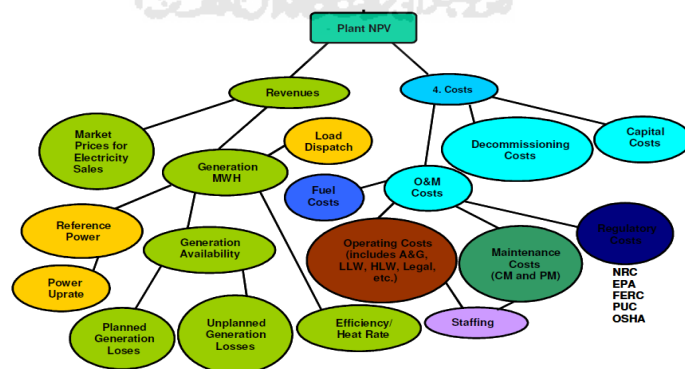 Plant NPV
Revenues
4. Costs
Market
Prices for
Electricity
Sales
Load
Dispatch
Decommissioning
Costs
Capital
Costs
Generation
MWH
Fuel
Costs
O&M
Costs
Reference
Power
Generation
Availability
Operating Costs
(includes A&G,
LLW, HLW, Legal,
etc.)
Maintenance
Costs
(CM and PM)
Regulatory
Costs
NRC
EPA
FERC
PUC
OSHA
Power
Uprate
Planned
Generation
Loses
Unplanned
Generation
Losses
Efficiency/
Heat Rate
Staffing